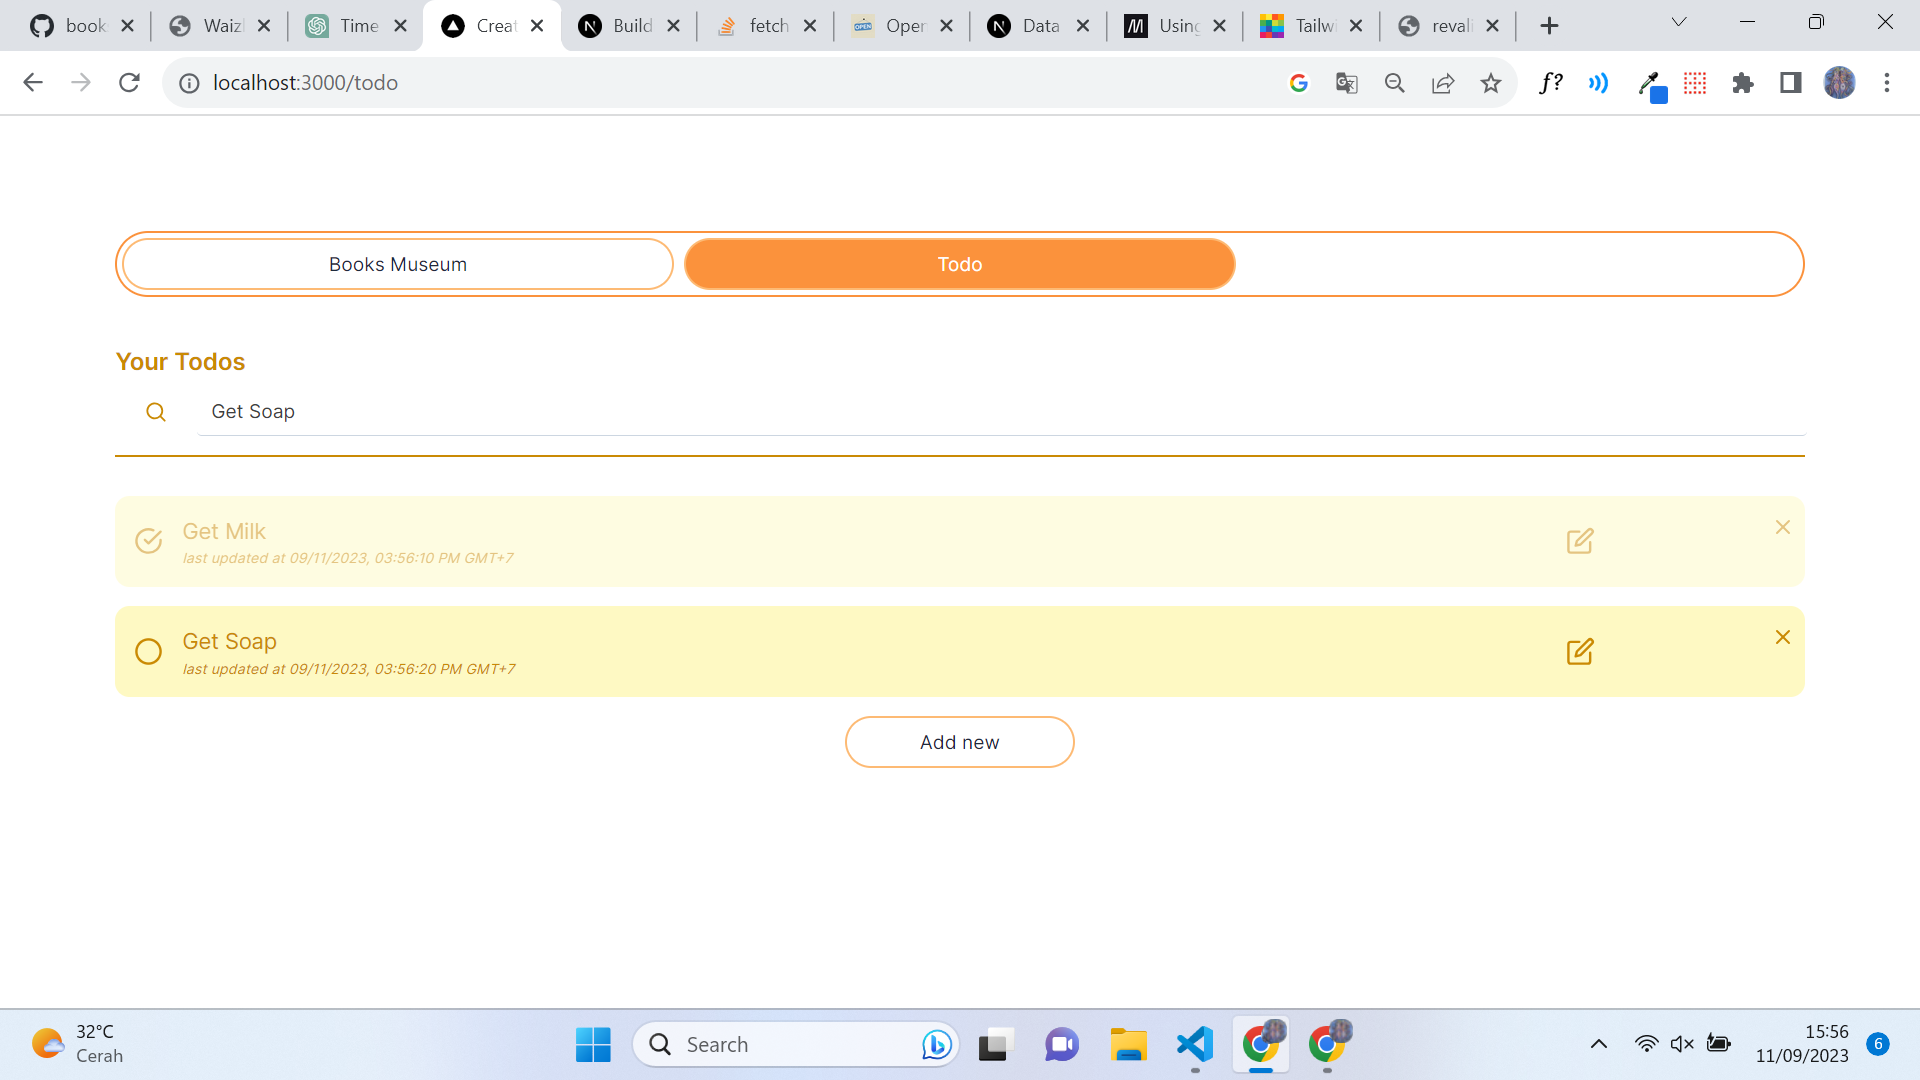 book
Waizl
Time
Creat
Build
fetch
Open
Data
Using
Tailwi
revali
localhost:3000/todo
f?
Books Museum
Todo
Your Todos
Get Soap
Get Milk
last updated at 09/11/2023, 03:56:10 PM GMT+7
Get Soap
last updated at 09/11/2023, 03:56:20 PM GMT+7
Add new
32°C
Cerah
Search
15:56
11/09/2023
6